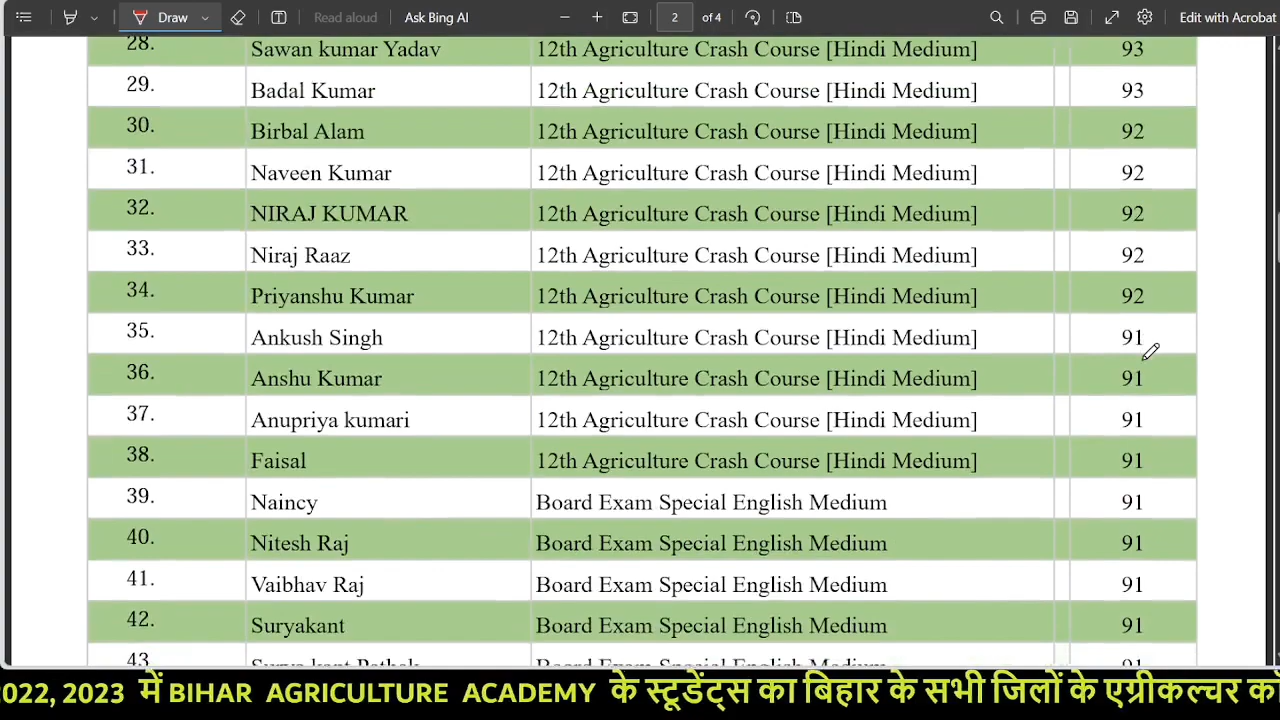 Draw Read aloud Ask Bing AI 2 of 4 Edit with Acrobat
28. Sawan kumar Yadav 12th Agriculture Crash Course [Hindi Medium] 93
29. Badal Kumar 12th Agriculture Crash Course [Hindi Medium] 93
30. Birbal Alam 12th Agriculture Crash Course [Hindi Medium] 92
31. Naveen Kumar 12th Agriculture Crash Course [Hindi Medium] 92
32. NIRAJ KUMAR 12th Agriculture Crash Course [Hindi Medium] 92
33. Niraj Raaz 12th Agriculture Crash Course [Hindi Medium] 92
34. Priyanshu Kumar 12th Agriculture Crash Course [Hindi Medium] 92
35. Ankush Singh 12th Agriculture Crash Course [Hindi Medium] 91
36. Anshu Kumar 12th Agriculture Crash Course [Hindi Medium] 91
37. Anupriya kumari 12th Agriculture Crash Course [Hindi Medium] 91
38. Faisal 12th Agriculture Crash Course [Hindi Medium] 91
39. Naincy Board Exam Special English Medium 91
40. Nitesh Raj Board Exam Special English Medium 91
41. Vaibhav Raj Board Exam Special English Medium 91
42. Suryakant Board Exam Special English Medium 91
43 Surya kant Pathak Board Exam Special English Medium 91
2022, 2023 में BIHAR AGRICULTURE ACADEMY के स्टूडेंट्स का बिहार के सभी जिलों के एग्रीकल्चर को